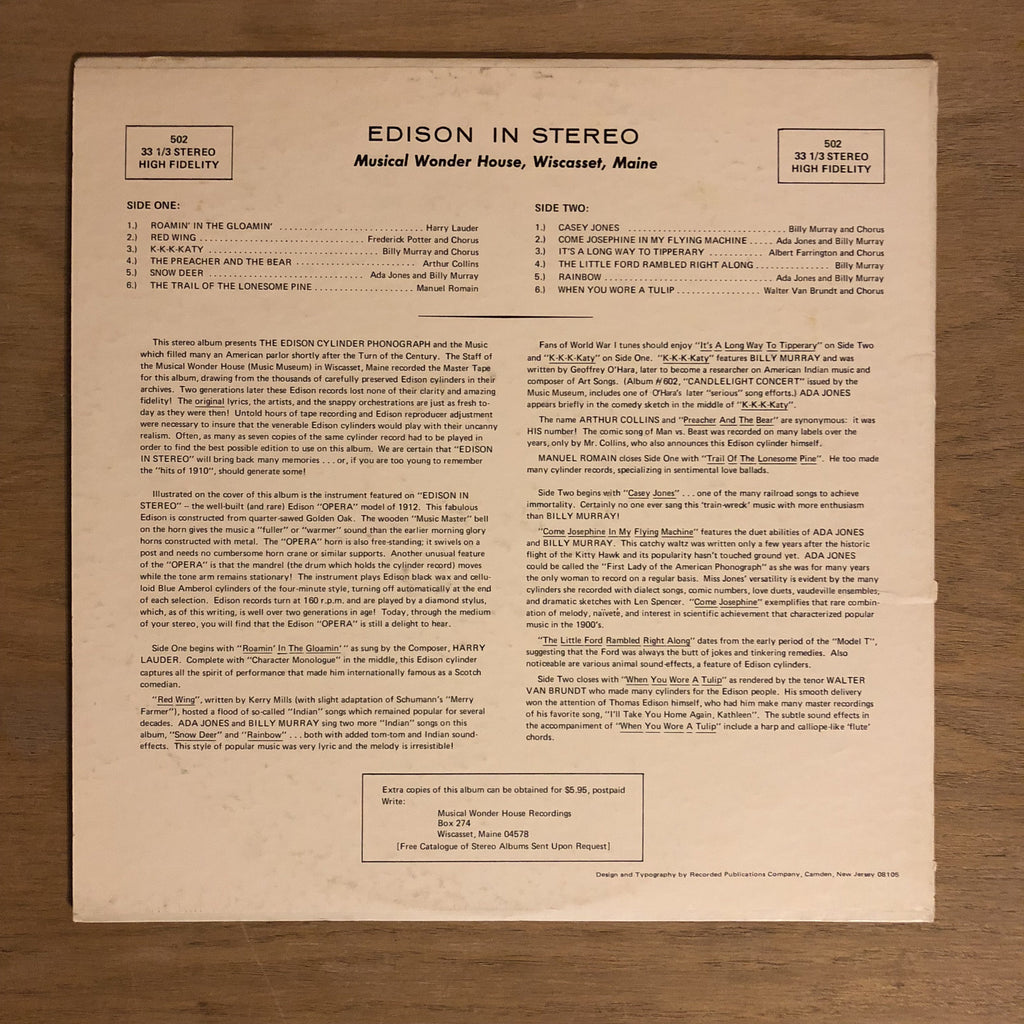 EDISON IN STEREO
Musical Wonder House, Wiscasset, Maine
502
33 1/3 STEREO
HIGH FIDELITY
502
33 1/3 STEREO
HIGH FIDELITY
SIDE ONE:
1.) ROAMIN' IN THE GLOAMIN' ........................ Harry Lauder
2.) RED WING ........................... Frederick Potter and Chorus
3.) K-K-K-KATY ............................ Billy Murray and Chorus
4.) THE PREACHER AND THE BEAR .................... Arthur Collins
5.) SNOW DEER .......................... Ada Jones and Billy Murray
6.) THE TRAIL OF THE LONESOME PINE ................. Manuel Romain
SIDE TWO:
1.) CASEY JONES .......................... Billy Murray and Chorus
2.) COME JOSEPHINE IN MY FLYING MACHINE ..... Ada Jones and Billy Murray
3.) IT'S A LONG WAY TO TIPPERARY ........... Albert Farrington and Chorus
4.) THE LITTLE FORD RAMBLED RIGHT ALONG ............ Billy Murray
5.) RAINBOW ............................ Ada Jones and Billy Murray
6.) WHEN YOU WORE A TULIP .............. Walter Van Brundt and Chorus
This stereo album presents THE EDISON CYLINDER PHONOGRAPH and the Music
which filled many an American parlor shortly after the Turn of the Century. The Staff of
the Musical Wonder House (Music Museum) in Wiscasset, Maine recorded the Master Tape
for this album, drawing from the thousands of carefully preserved Edison cylinders in their
archives. Two generations later these Edison records lost none of their clarity and amazing
fidelity! The original lyrics, the artists, and the snappy orchestrations are just as fresh to-
day as they were then! Untold hours of tape recording and Edison reproducer adjustment
were necessary to insure that the venerable Edison cylinders would play with their uncanny
realism. Often, as many as seven copies of the same cylinder record had to be played in
order to find the best possible edition to use on this album. We are certain that "EDISON
IN STEREO" will bring back many memories . . . or, if you are too young to remember
the "hits of 1910", should generate some!
Illustrated on the cover of this album is the instrument featured on "EDISON IN
STEREO" -- the well-built (and rare) Edison "OPERA" model of 1912. This fabulous
Edison is constructed from quarter-sawed Golden Oak. The wooden "Music Master" bell
on the horn gives the music a "fuller" or "warmer" sound than the earlier morning glory
horns constructed with metal. The "OPERA" horn is also free-standing; it swivels on a
post and needs no cumbersome horn crane or similar supports. Another unusual feature
of the "OPERA" is that the mandrel (the drum which holds the cylinder record) moves
while the tone arm remains stationary! The instrument plays Edison black wax and cellu-
loid Blue Amberol cylinders of the four-minute style, turning off automatically at the end
of each selection. Edison records turn at 160 r.p.m. and are played by a diamond stylus,
which, as of this writing, is well over two generations in age! Today, through the medium
of your stereo, you will find that the Edison "OPERA" is still a delight to hear.
Side One begins with "Roamin' In The Gloamin' " as sung by the Composer, HARRY
LAUDER. Complete with "Character Monologue" in the middle, this Edison cylinder
captures all the spirit of performance that made him internationally famous as a Scotch
comedian.
"Red Wing", written by Kerry Mills (with slight adaptation of Schumann's "Merry
Farmer"), hosted a flood of so-called "Indian" songs which remained popular for several
decades. ADA JONES and BILLY MURRAY sing two more "Indian" songs on this
album, "Snow Deer" and "Rainbow" . . . both with added tom-tom and Indian sound-
effects. This style of popular music was very lyric and the melody is irresistible!
Fans of World War I tunes should enjoy "It's A Long Way To Tipperary" on Side Two
and "K-K-K-Katy" on Side One. "K-K-K-Katy" features BILLY MURRAY and was
written by Geoffrey O'Hara, later to become a researcher on American Indian music and
composer of Art Songs. (Album #602, "CANDLELIGHT CONCERT" issued by the
Music Museum, includes one of O'Hara's later "serious" song efforts.) ADA JONES
appears briefly in the comedy sketch in the middle of "K-K-K-Katy".
The name ARTHUR COLLINS and "Preacher And The Bear" are synonymous: it was
HIS number! The comic song of Man vs. Beast was recorded on many labels over the
years, only by Mr. Collins, who also announces this Edison cylinder himself.
MANUEL ROMAIN closes Side One with "Trail Of The Lonesome Pine". He too made
many cylinder records, specializing in sentimental love ballads.
Side Two begins with "Casey Jones" . . . one of the many railroad songs to achieve
immortality. Certainly no one ever sang this 'train-wreck' music with more enthusiasm
than BILLY MURRAY!
"Come Josephine In My Flying Machine" features the duet abilities of ADA JONES
and BILLY MURRAY. This catchy waltz was written only a few years after the historic
flight of the Kitty Hawk and its popularity hasn't touched ground yet. ADA JONES
could be called the "First Lady of the American Phonograph" as she was for many years
the only woman to record on a regular basis. Miss Jones' versatility is evident by the many
cylinders she recorded with dialect songs, comic numbers, love duets, vaudeville ensembles,
and dramatic sketches with Len Spencer. "Come Josephine" exemplifies that rare combin-
ation of melody, naïveté, and interest in scientific achievement that characterized popular
music in the 1900's.
"The Little Ford Rambled Right Along" dates from the early period of the "Model T",
suggesting that the Ford was always the butt of jokes and tinkering remedies. Also
noticeable are various animal sound-effects, a feature of Edison cylinders.
Side Two closes with "When You Wore A Tulip" as rendered by the tenor WALTER
VAN BRUNDT who made many cylinders for the Edison people. His smooth delivery
won the attention of Thomas Edison himself, who had him make many master recordings
of his favorite song, "I'll Take You Home Again, Kathleen". The subtle sound effects in
the accompaniment of "When You Wore A Tulip" include a harp and calliope-like 'flute'
chords.
Extra copies of this album can be obtained for $5.95, postpaid
Write:
Musical Wonder House Recordings
Box 274
Wiscasset, Maine 04578
[Free Catalogue of Stereo Albums Sent Upon Request]
Design and Typography by Recorded Publications Company, Camden, New Jersey 08105